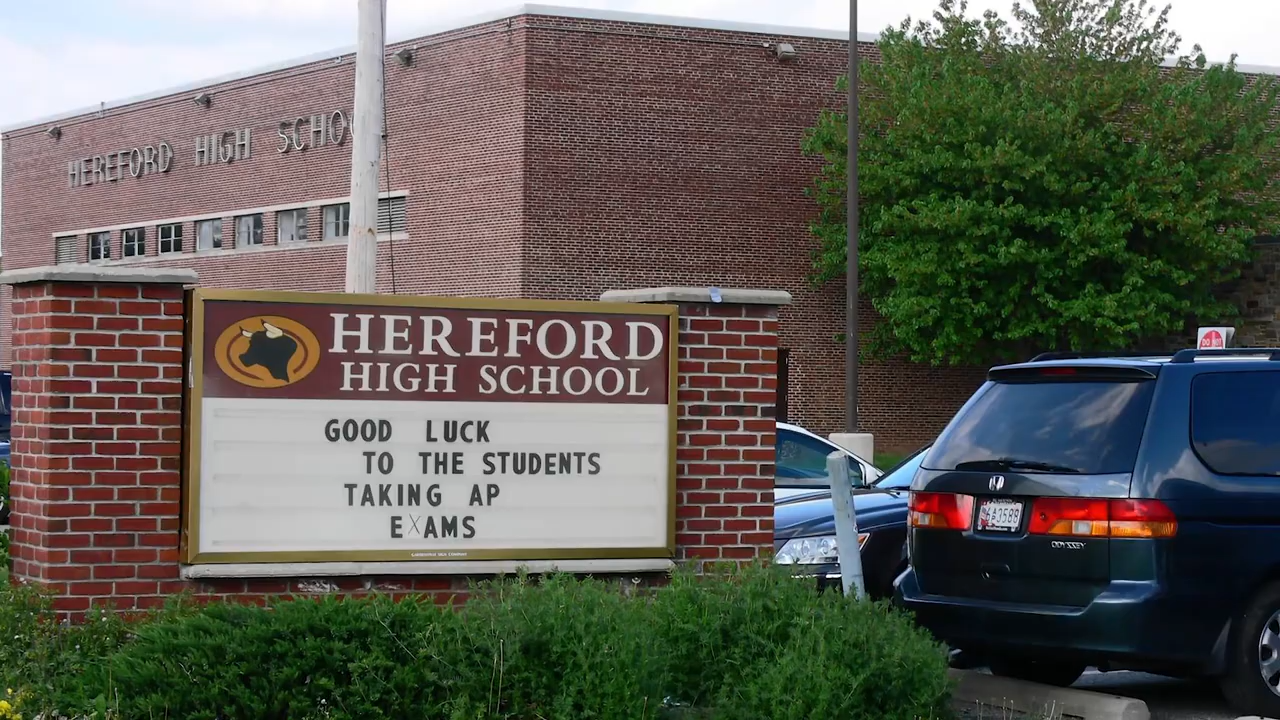 HEREFORD HIGH SCHO
HEREFORD
HIGH SCHOOL
GOOD LUCK
TO THE STUDENTS
TAKING AP
EXAMS
ODYSSEY